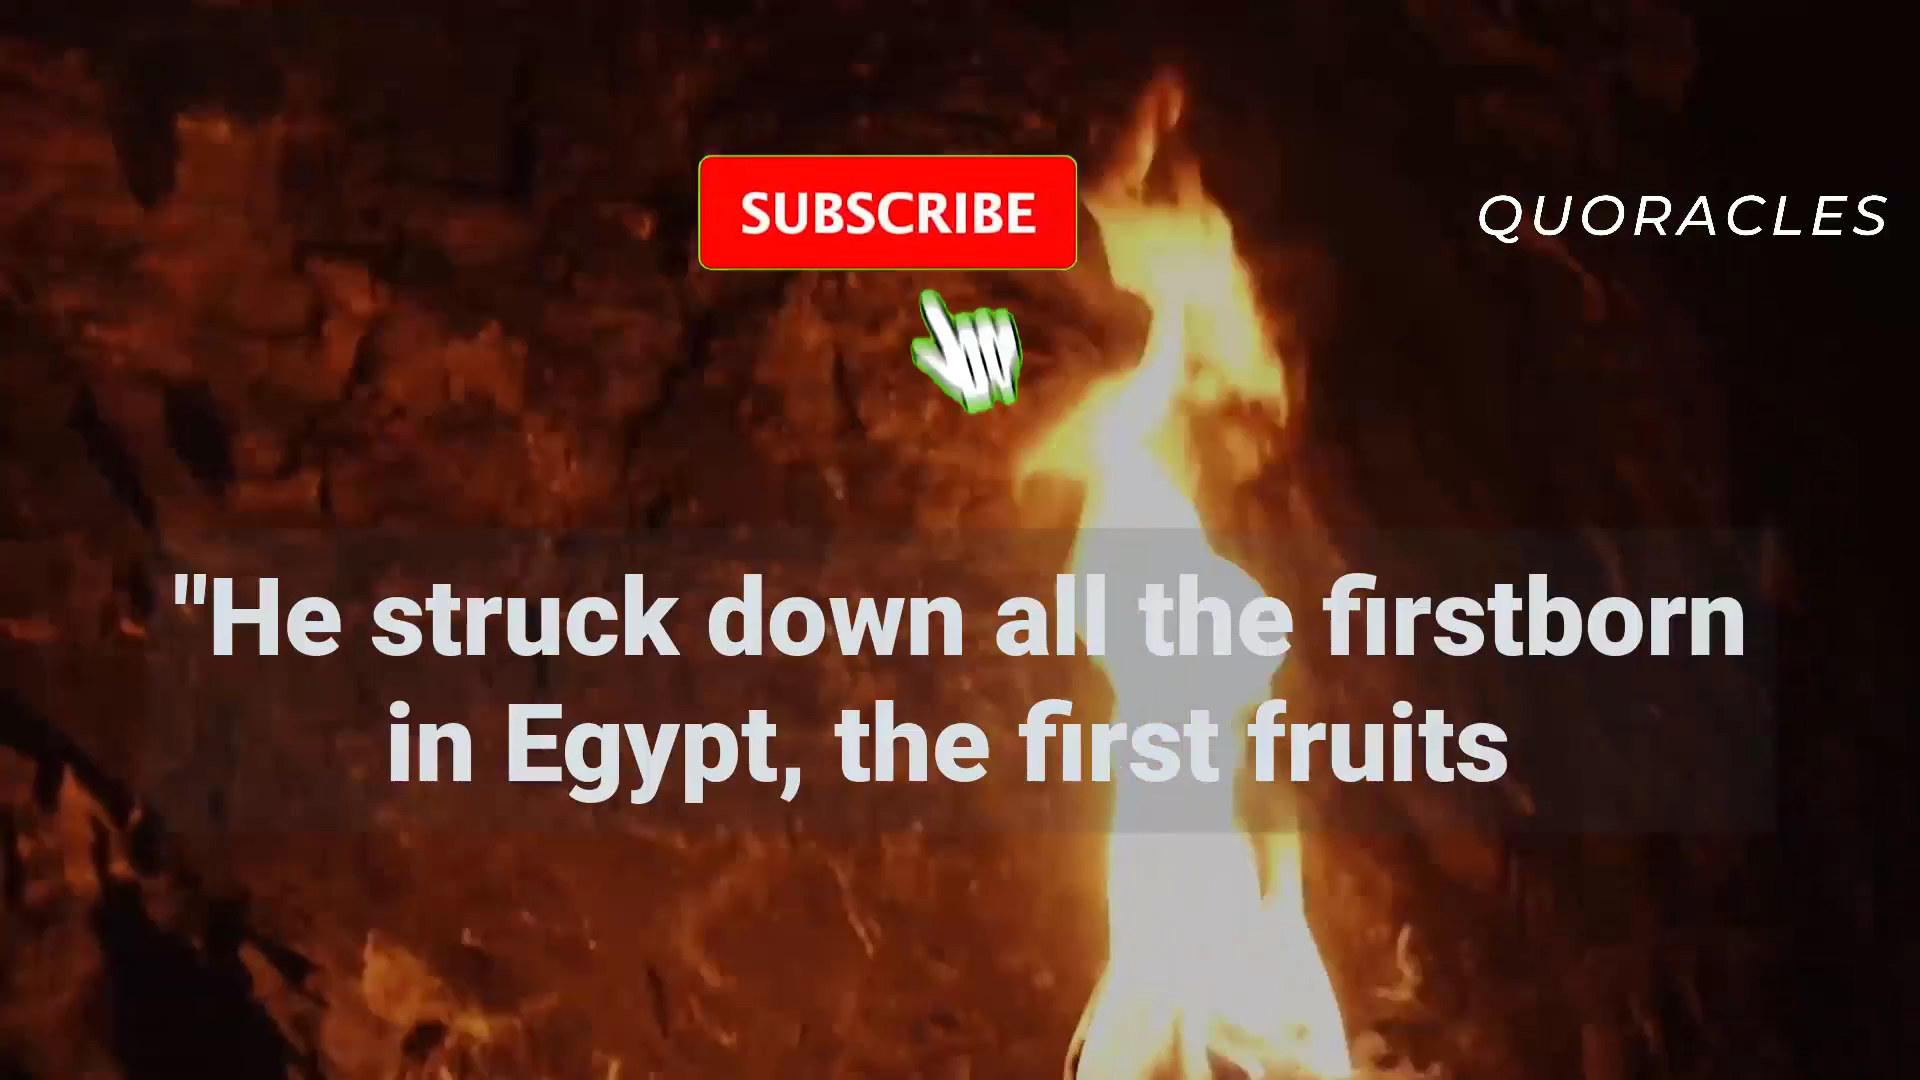 SUBSCRIBE
QUORACLES
"He struck down all the firstborn
in Egypt, the first fruits